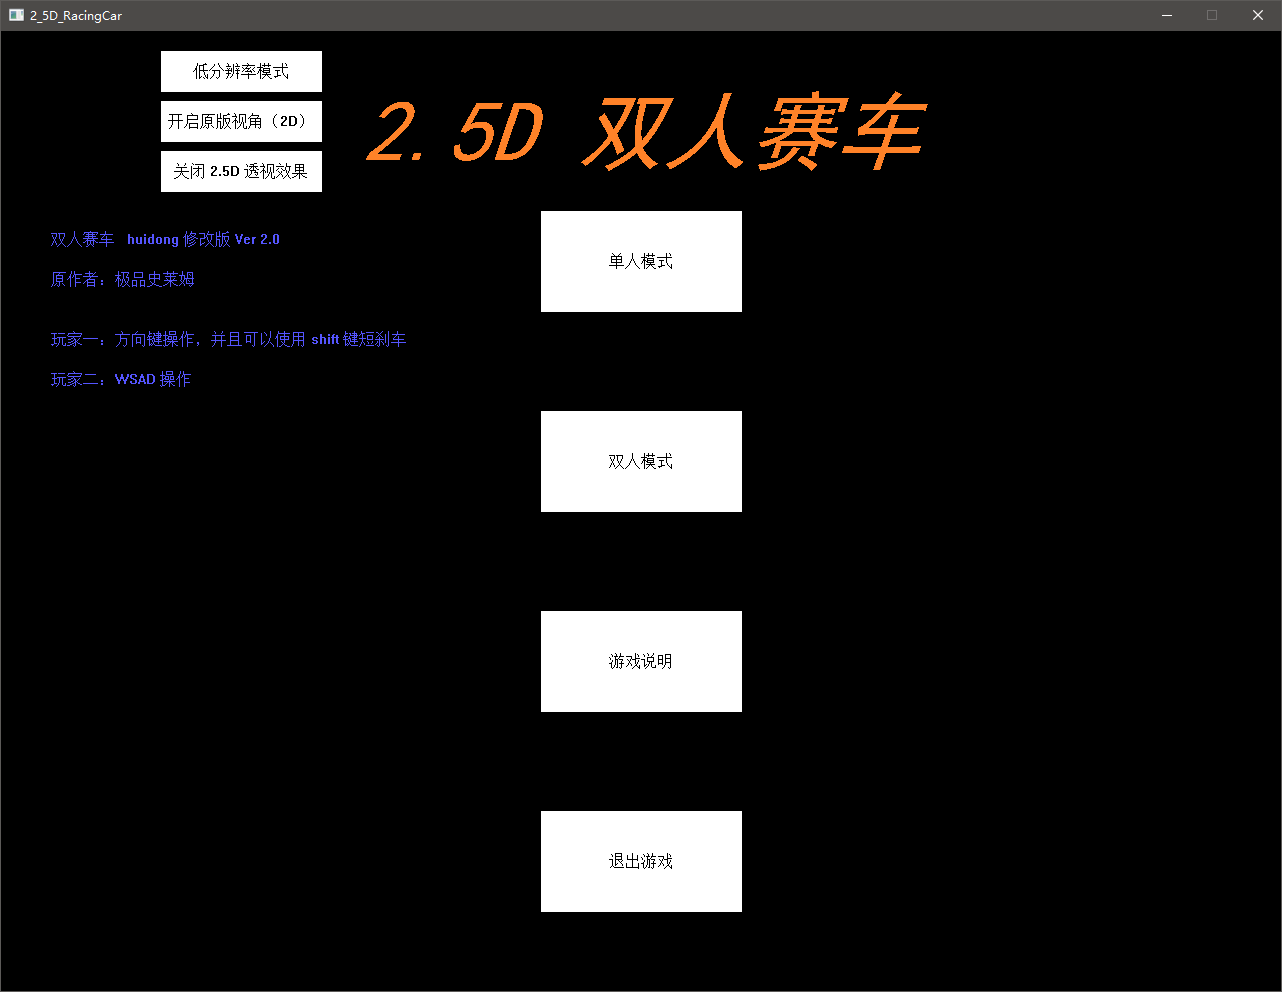 2_5D_RacingCar
低分辨率模式
开启原版视角（2D）
关闭 2.5D 透视效果
2.5D 双人赛车
双人赛车 huidong 修改版 Ver 2.0
原作者：极品史莱姆
玩家一：方向键操作，并且可以使用 shift 键短刹车
玩家二：WSAD 操作
单人模式
双人模式
游戏说明
退出游戏